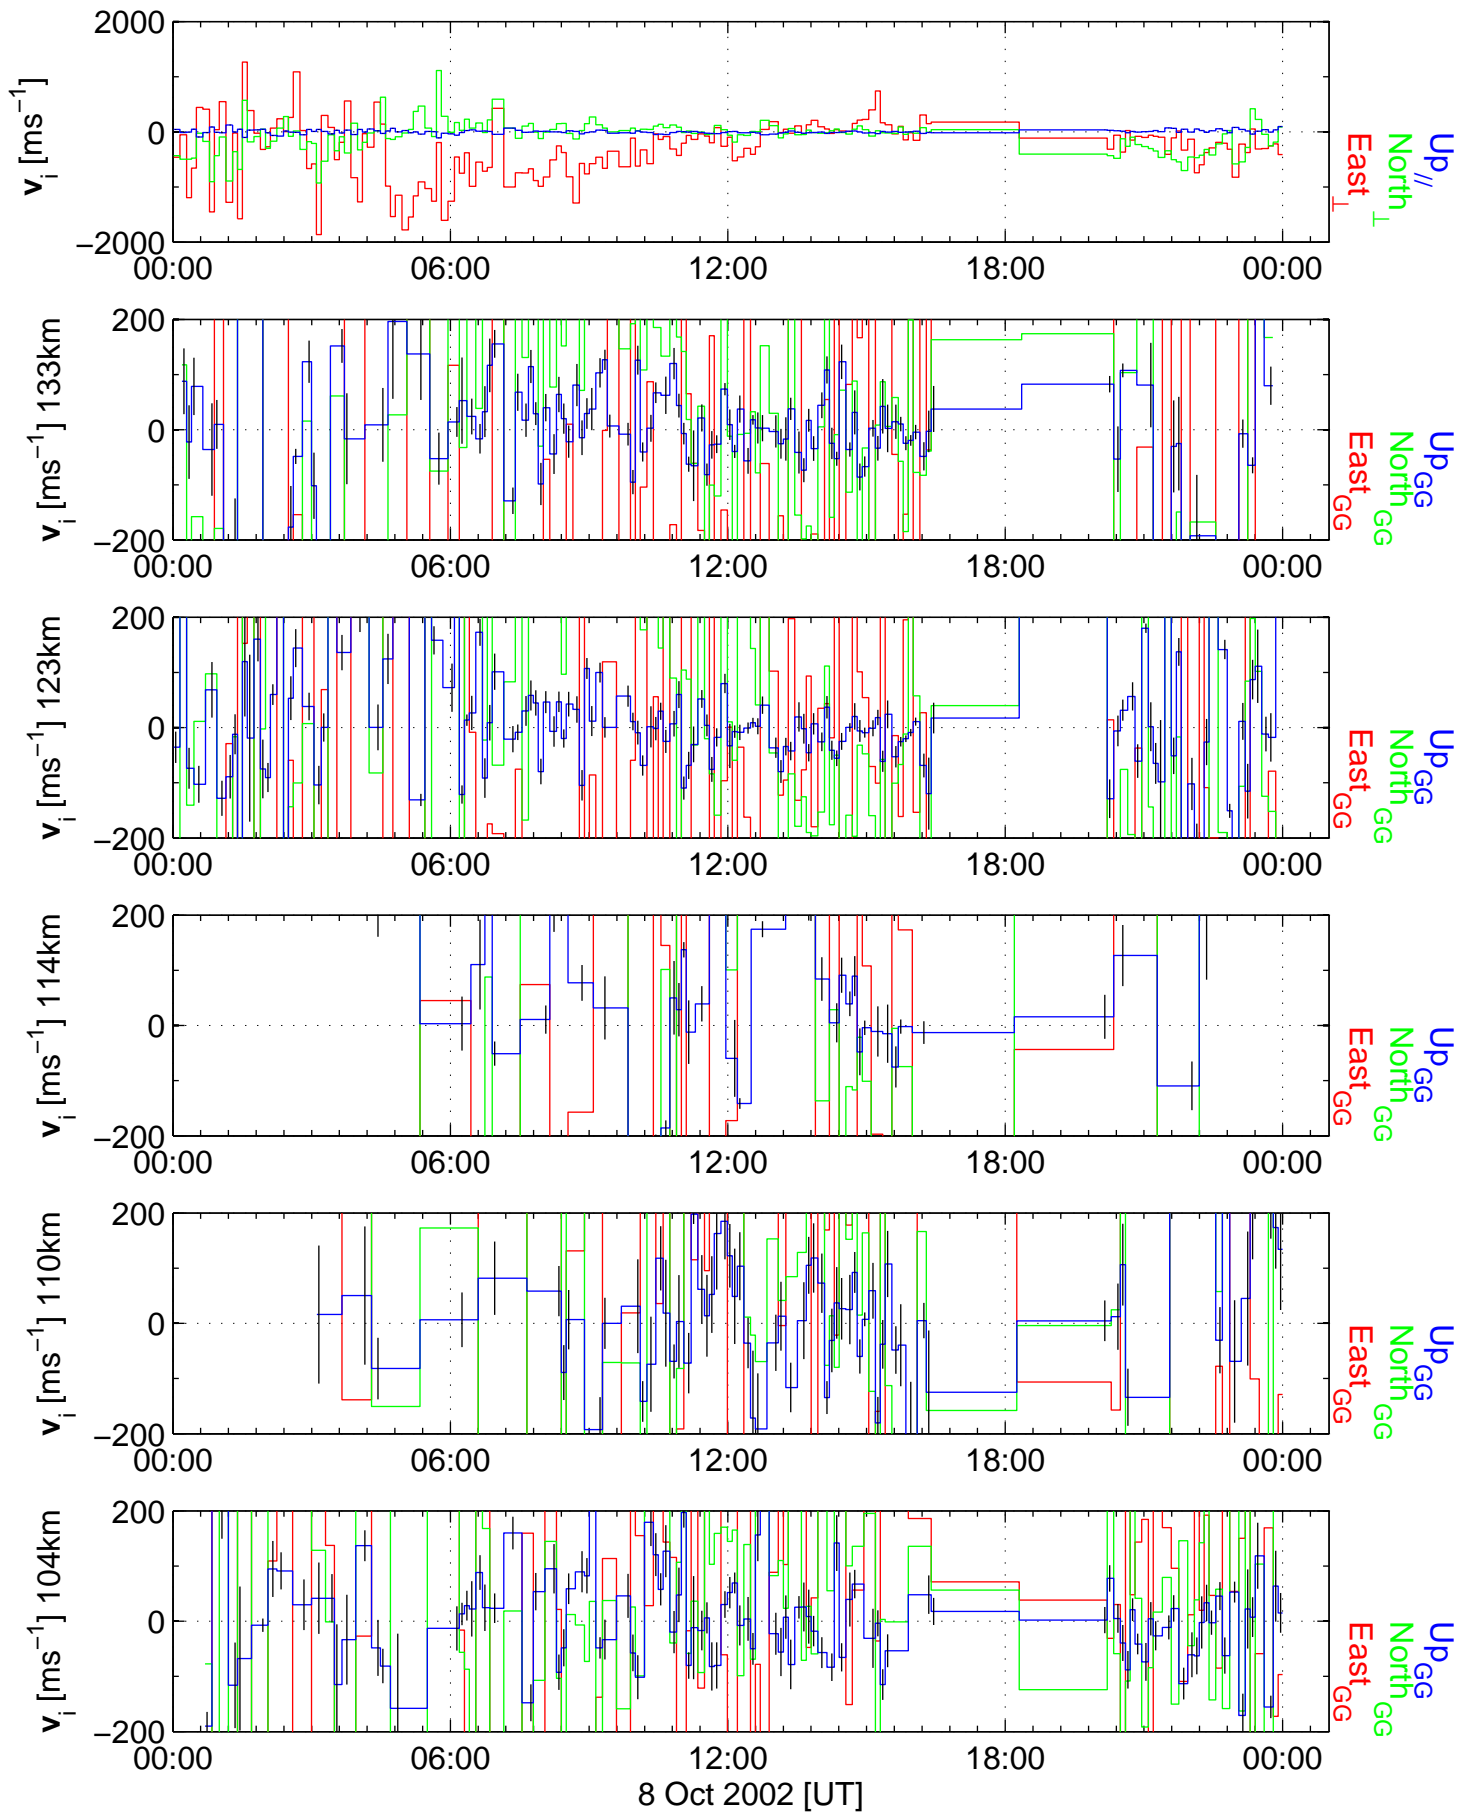 2000
0
−2000
v_i [ms⁻¹]
00:00 06:00 12:00 18:00 00:00
East_⊥
North_⊥
Up_//
200
0
−200
v_i [ms⁻¹] 133km
00:00 06:00 12:00 18:00 00:00
East_GG
North_GG
Up_GG
200
0
−200
v_i [ms⁻¹] 123km
00:00 06:00 12:00 18:00 00:00
East_GG
North_GG
Up_GG
200
0
−200
v_i [ms⁻¹] 114km
00:00 06:00 12:00 18:00 00:00
East_GG
North_GG
Up_GG
200
0
−200
v_i [ms⁻¹] 110km
00:00 06:00 12:00 18:00 00:00
East_GG
North_GG
Up_GG
200
0
−200
v_i [ms⁻¹] 104km
00:00 06:00 12:00 18:00 00:00
East_GG
North_GG
Up_GG
8 Oct 2002 [UT]